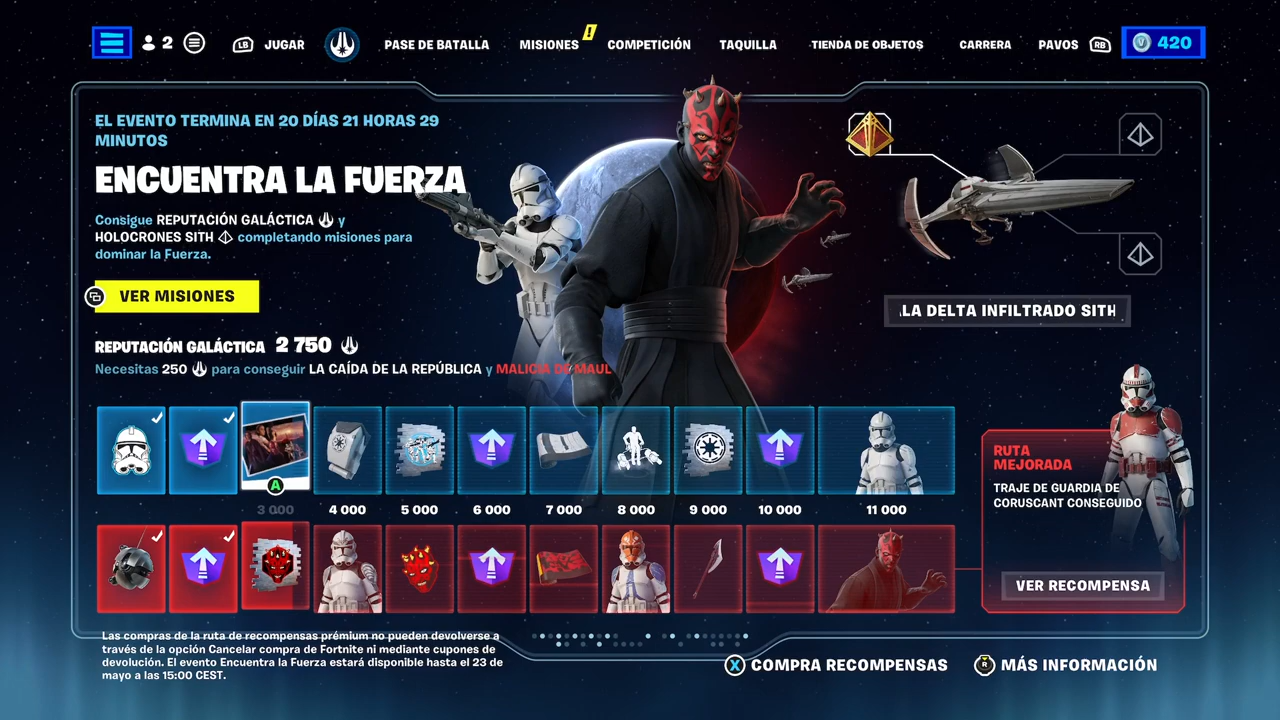 2
LB
JUGAR
PASE DE BATALLA
MISIONES
!
COMPETICIÓN
TAQUILLA
TIENDA DE OBJETOS
CARRERA
PAVOS
RB
V
420
EL EVENTO TERMINA EN 20 DÍAS 21 HORAS 29
MINUTOS
ENCUENTRA LA FUERZA
Consigue REPUTACIÓN GALÁCTICA y
HOLOCRONES SITH completando misiones para
dominar la Fuerza.
VER MISIONES
LA DELTA INFILTRADO SITH
REPUTACIÓN GALÁCTICA 2 750
Necesitas 250 para conseguir LA CAÍDA DE LA REPÚBLICA y MALICIA DE MAUL
A
3 000
4 000
5 000
6 000
7 000
8 000
9 000
10 000
11 000
RUTA
MEJORADA
TRAJE DE GUARDIA DE
CORUSCANT CONSEGUIDO
VER RECOMPENSA
Las compras de la ruta de recompensas prémium no pueden devolverse a
través de la opción Cancelar compra de Fortnite ni mediante cupones de
devolución. El evento Encuentra la Fuerza estará disponible hasta el 23 de
mayo a las 15:00 CEST.
X COMPRA RECOMPENSAS
R MÁS INFORMACIÓN